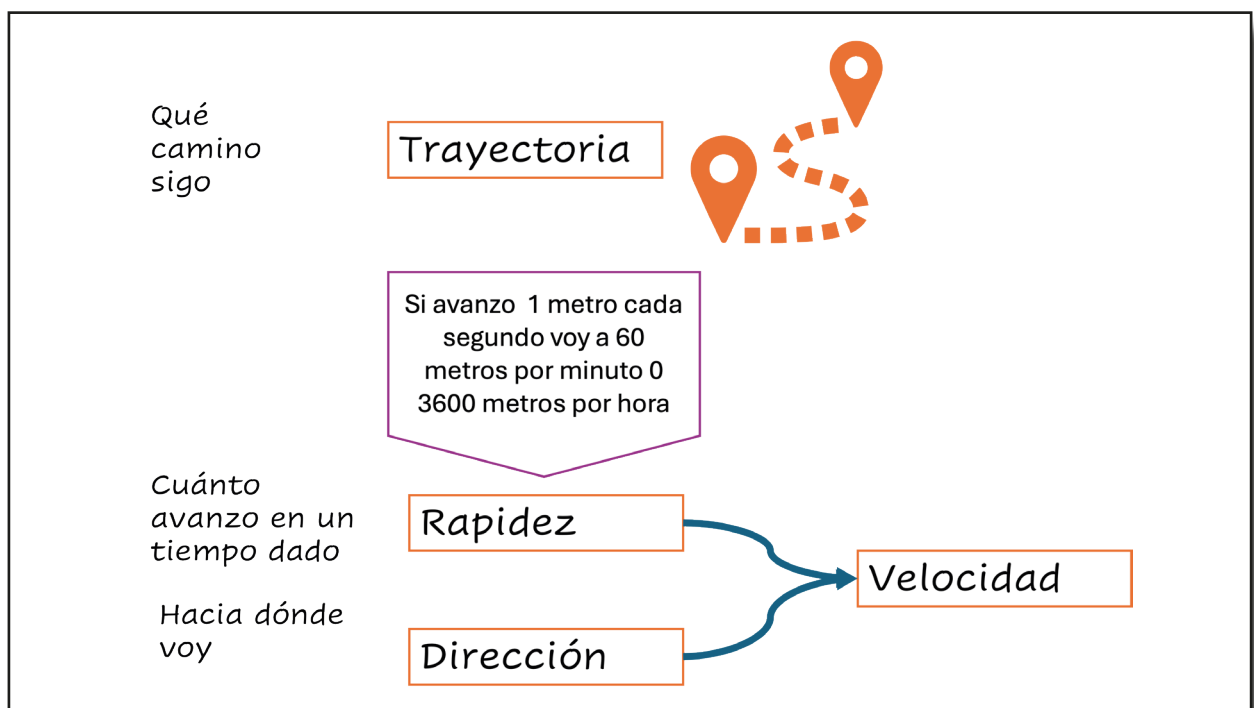 Qué
camino
sigo
Trayectoria
Si avanzo 1 metro cada
segundo voy a 60
metros por minuto 0
3600 metros por hora
Cuánto
avanzo en un
tiempo dado
Rapidez
Velocidad
Hacia dónde
voy
Dirección